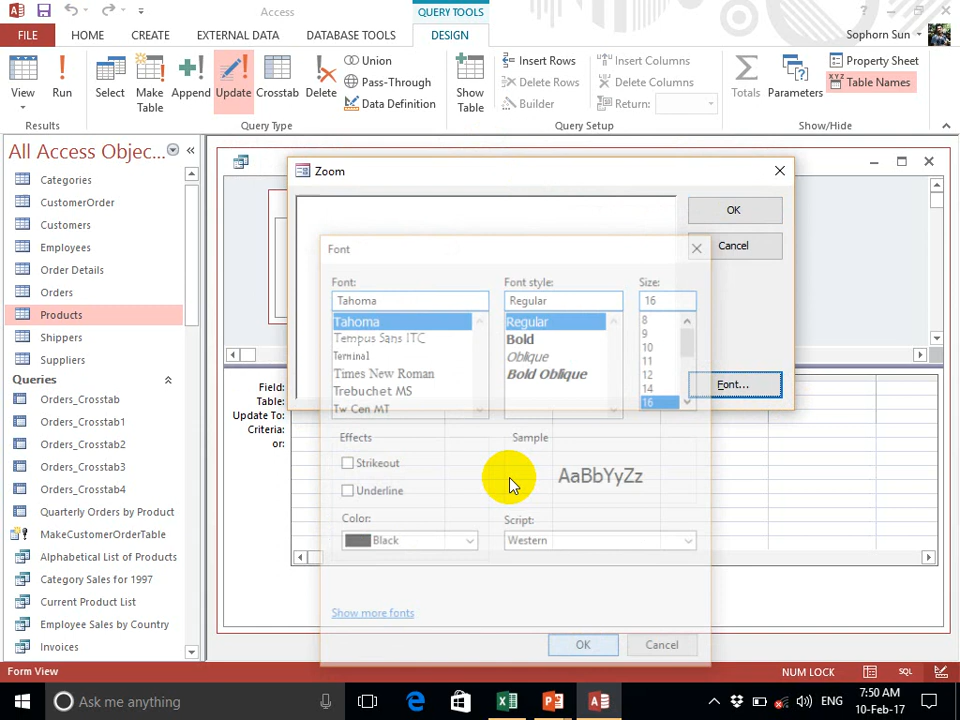 Access
QUERY TOOLS
FILE
HOME
CREATE
EXTERNAL DATA
DATABASE TOOLS
DESIGN
Sophorn Sun
View
Run
Select
Make Table
Append
Update
Crosstab
Delete
Union
Pass-Through
Data Definition
Show Table
Insert Rows
Delete Rows
Builder
Insert Columns
Delete Columns
Return:
Totals
Parameters
Property Sheet
Table Names
Results
Query Type
Query Setup
Show/Hide
All Access Objec...
Categories
CustomerOrder
Customers
Employees
Order Details
Orders
Products
Shippers
Suppliers
Queries
Orders_Crosstab
Orders_Crosstab1
Orders_Crosstab2
Orders_Crosstab3
Orders_Crosstab4
Quarterly Orders by Product
MakeCustomerOrderTable
Alphabetical List of Products
Category Sales for 1997
Current Product List
Employee Sales by Country
Invoices
Zoom
OK
Cancel
Font...
Field:
Table:
Update To:
Criteria:
or:
Font
Font:
Font style:
Size:
Tahoma
Regular
16
Tahoma
Tempus Sans ITC
Terminal
Times New Roman
Trebuchet MS
Tw Cen MT
Regular
Bold
Oblique
Bold Oblique
8
9
10
11
12
14
16
Effects
Strikeout
Underline
Color:
Black
Sample
AaBbYyZz
Script:
Western
Show more fonts
OK
Cancel
Form View
NUM LOCK
SQL
Ask me anything
ENG
7:50 AM
10-Feb-17